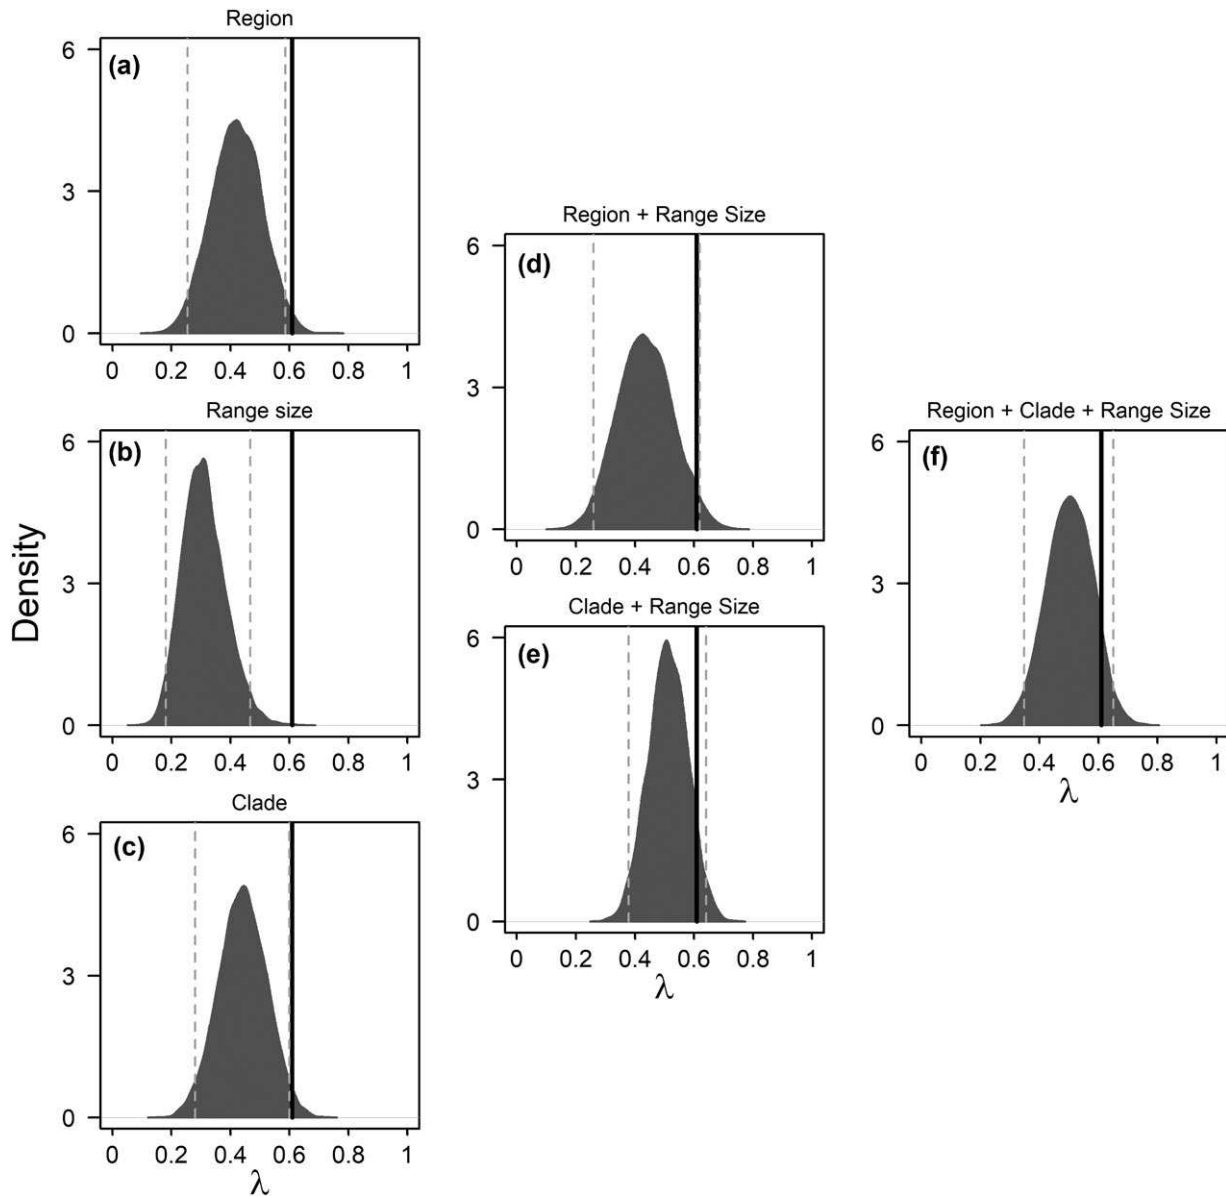 Region
(a)
6
3
0
0 0.2 0.4 0.6 0.8 1
Range size
(b)
6
3
0
0 0.2 0.4 0.6 0.8 1
Clade
(c)
6
3
0
0 0.2 0.4 0.6 0.8 1
λ
Density
Region + Range Size
(d)
6
3
0
0 0.2 0.4 0.6 0.8 1
Clade + Range Size
(e)
6
3
0
0 0.2 0.4 0.6 0.8 1
λ
Region + Clade + Range Size
(f)
6
3
0
0 0.2 0.4 0.6 0.8 1
λ